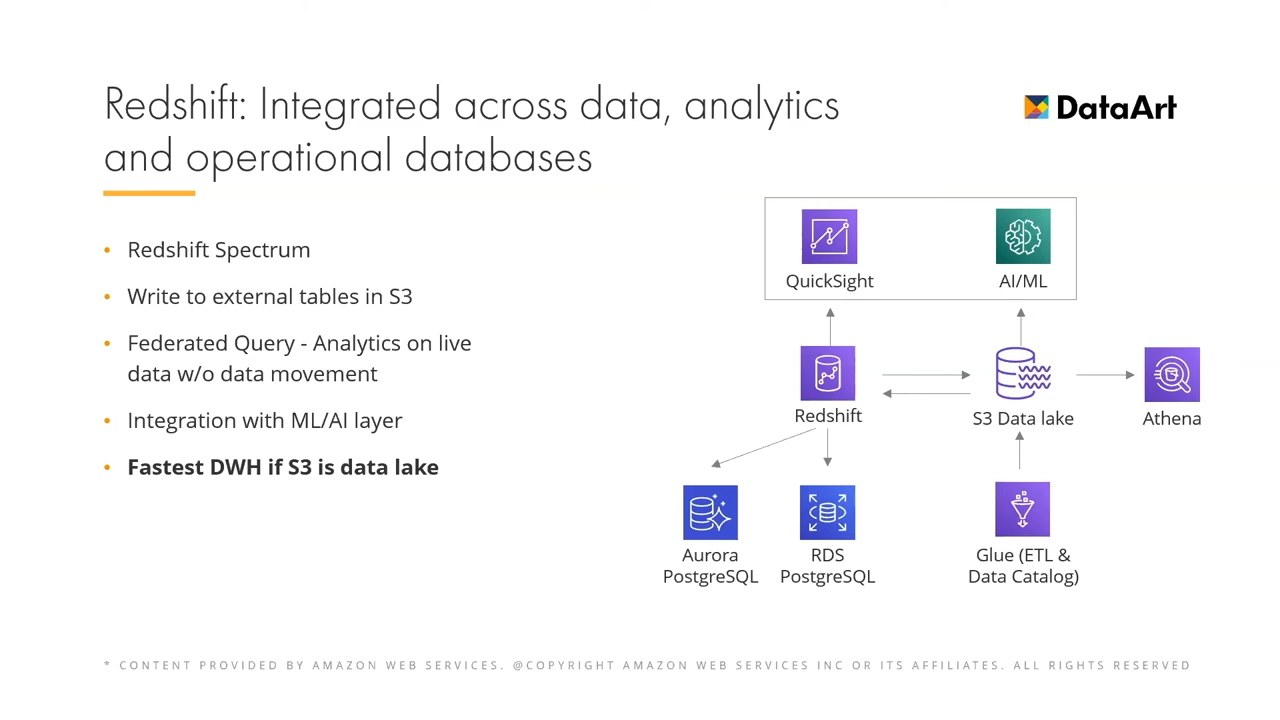 Redshift: Integrated across data, analytics
and operational databases
DataArt
• Redshift Spectrum
• Write to external tables in S3
• Federated Query - Analytics on live
data w/o data movement
• Integration with ML/AI layer
• Fastest DWH if S3 is data lake
QuickSight
AI/ML
Redshift
S3 Data lake
Athena
Aurora
PostgreSQL
RDS
PostgreSQL
Glue (ETL &
Data Catalog)
* CONTENT PROVIDED BY AMAZON WEB SERVICES. @COPYRIGHT AMAZON WEB SERVICES INC OR ITS AFFILIATES. ALL RIGHTS RESERVED